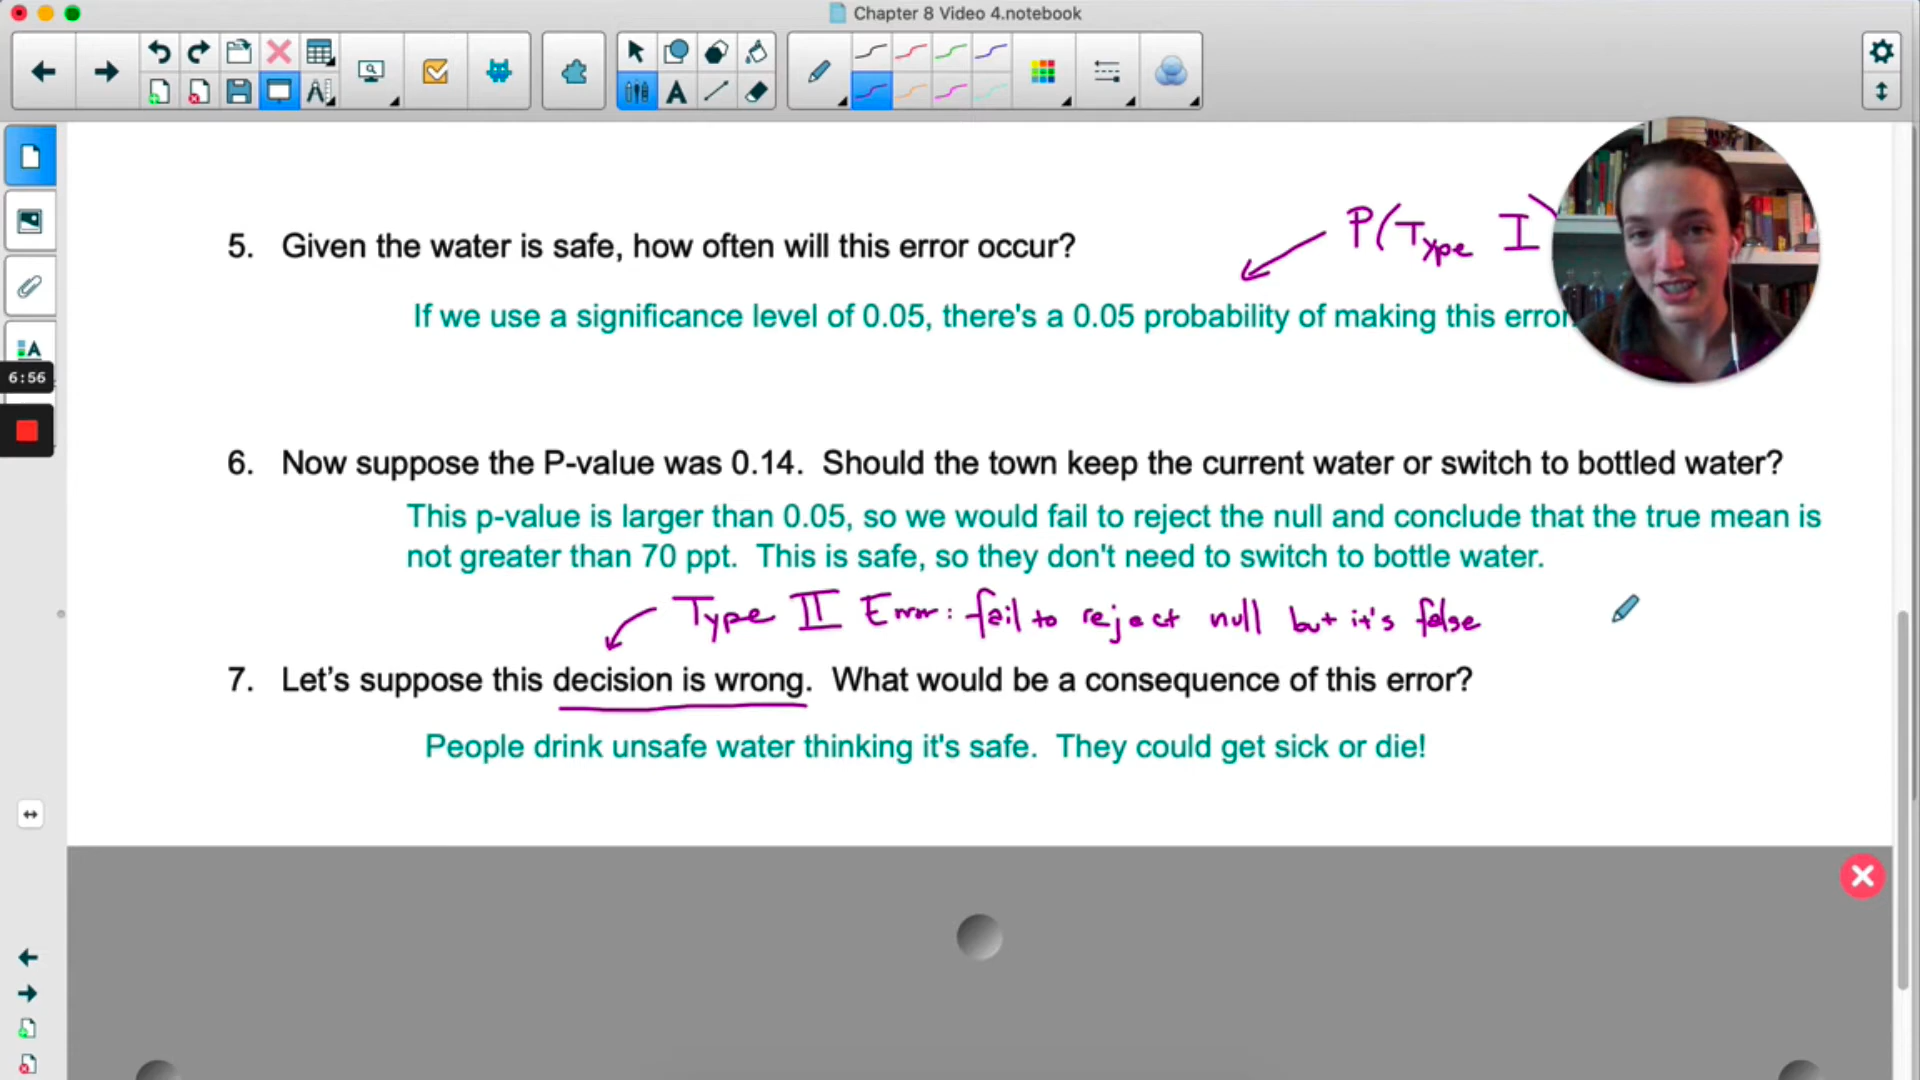 Chapter 8 Video 4.notebook
A
A
6:56
P(Type I
5. Given the water is safe, how often will this error occur?
If we use a significance level of 0.05, there's a 0.05 probability of making this error
6. Now suppose the P-value was 0.14. Should the town keep the current water or switch to bottled water?
This p-value is larger than 0.05, so we would fail to reject the null and conclude that the true mean is
not greater than 70 ppt. This is safe, so they don't need to switch to bottle water.
Type II Error: fail to reject null but it's false
7. Let's suppose this decision is wrong. What would be a consequence of this error?
People drink unsafe water thinking it's safe. They could get sick or die!